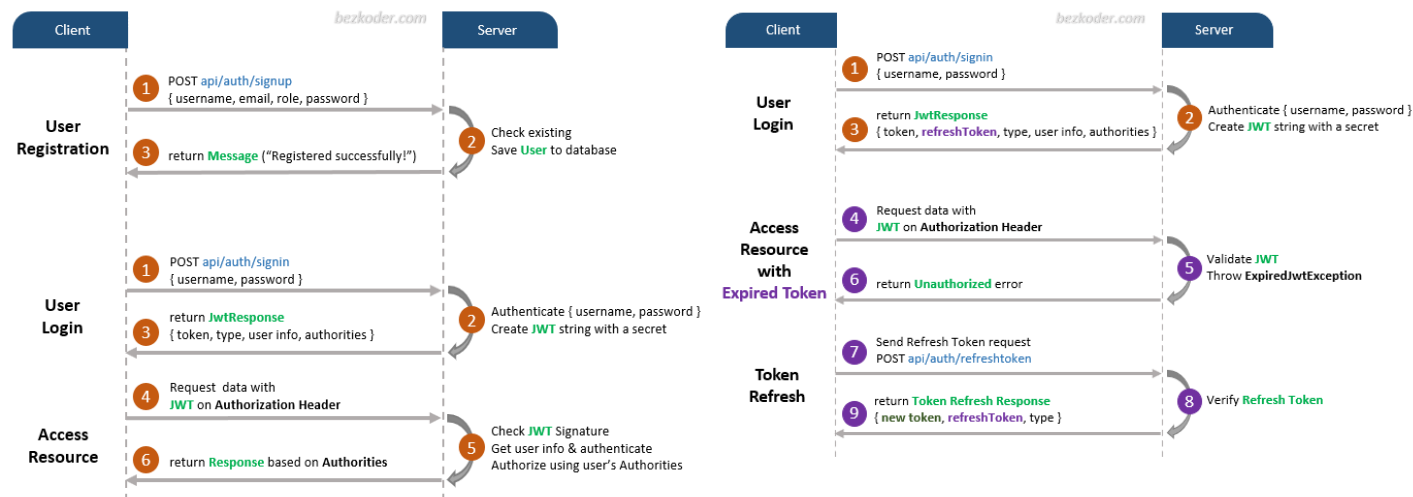 bezkoder.com
Client
Server
User
Registration
1
POST api/auth/signup
{ username, email, role, password }
2
Check existing
Save User to database
3
return Message (“Registered successfully!”)
User
Login
1
POST api/auth/signin
{ username, password }
2
Authenticate { username, password }
Create JWT string with a secret
3
return JwtResponse
{ token, type, user info, authorities }
Access
Resource
4
Request data with
JWT on Authorization Header
5
Check JWT Signature
Get user info & authenticate
Authorize using user’s Authorities
6
return Response based on Authorities
bezkoder.com
Client
Server
User
Login
1
POST api/auth/signin
{ username, password }
2
Authenticate { username, password }
Create JWT string with a secret
3
return JwtResponse
{ token, refreshToken, type, user info, authorities }
Access
Resource
with
Expired Token
4
Request data with
JWT on Authorization Header
5
Validate JWT
Throw ExpiredJwtException
6
return Unauthorized error
Token
Refresh
7
Send Refresh Token request
POST api/auth/refreshtoken
8
Verify Refresh Token
9
return Token Refresh Response
{ new token, refreshToken, type }